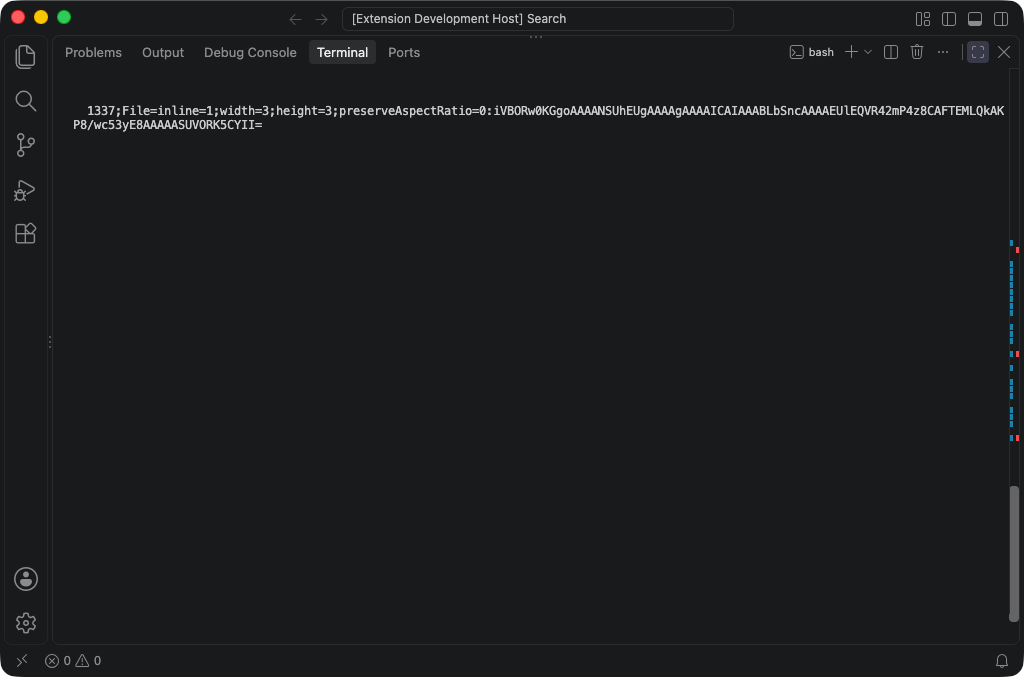 [Extension Development Host] Search
Problems Output Debug Console Terminal Ports
bash
1337;File=inline=1;width=3;height=3;preserveAspectRatio=0:iVBORw0KGgoAAAANSUhEUgAAAAgAAAAICAIAAABLbSncAAAAEUlEQVR42mP4z8CAFTEMLQkAK
P8/wc53yE8AAAAASUVORK5CYII=
0 0